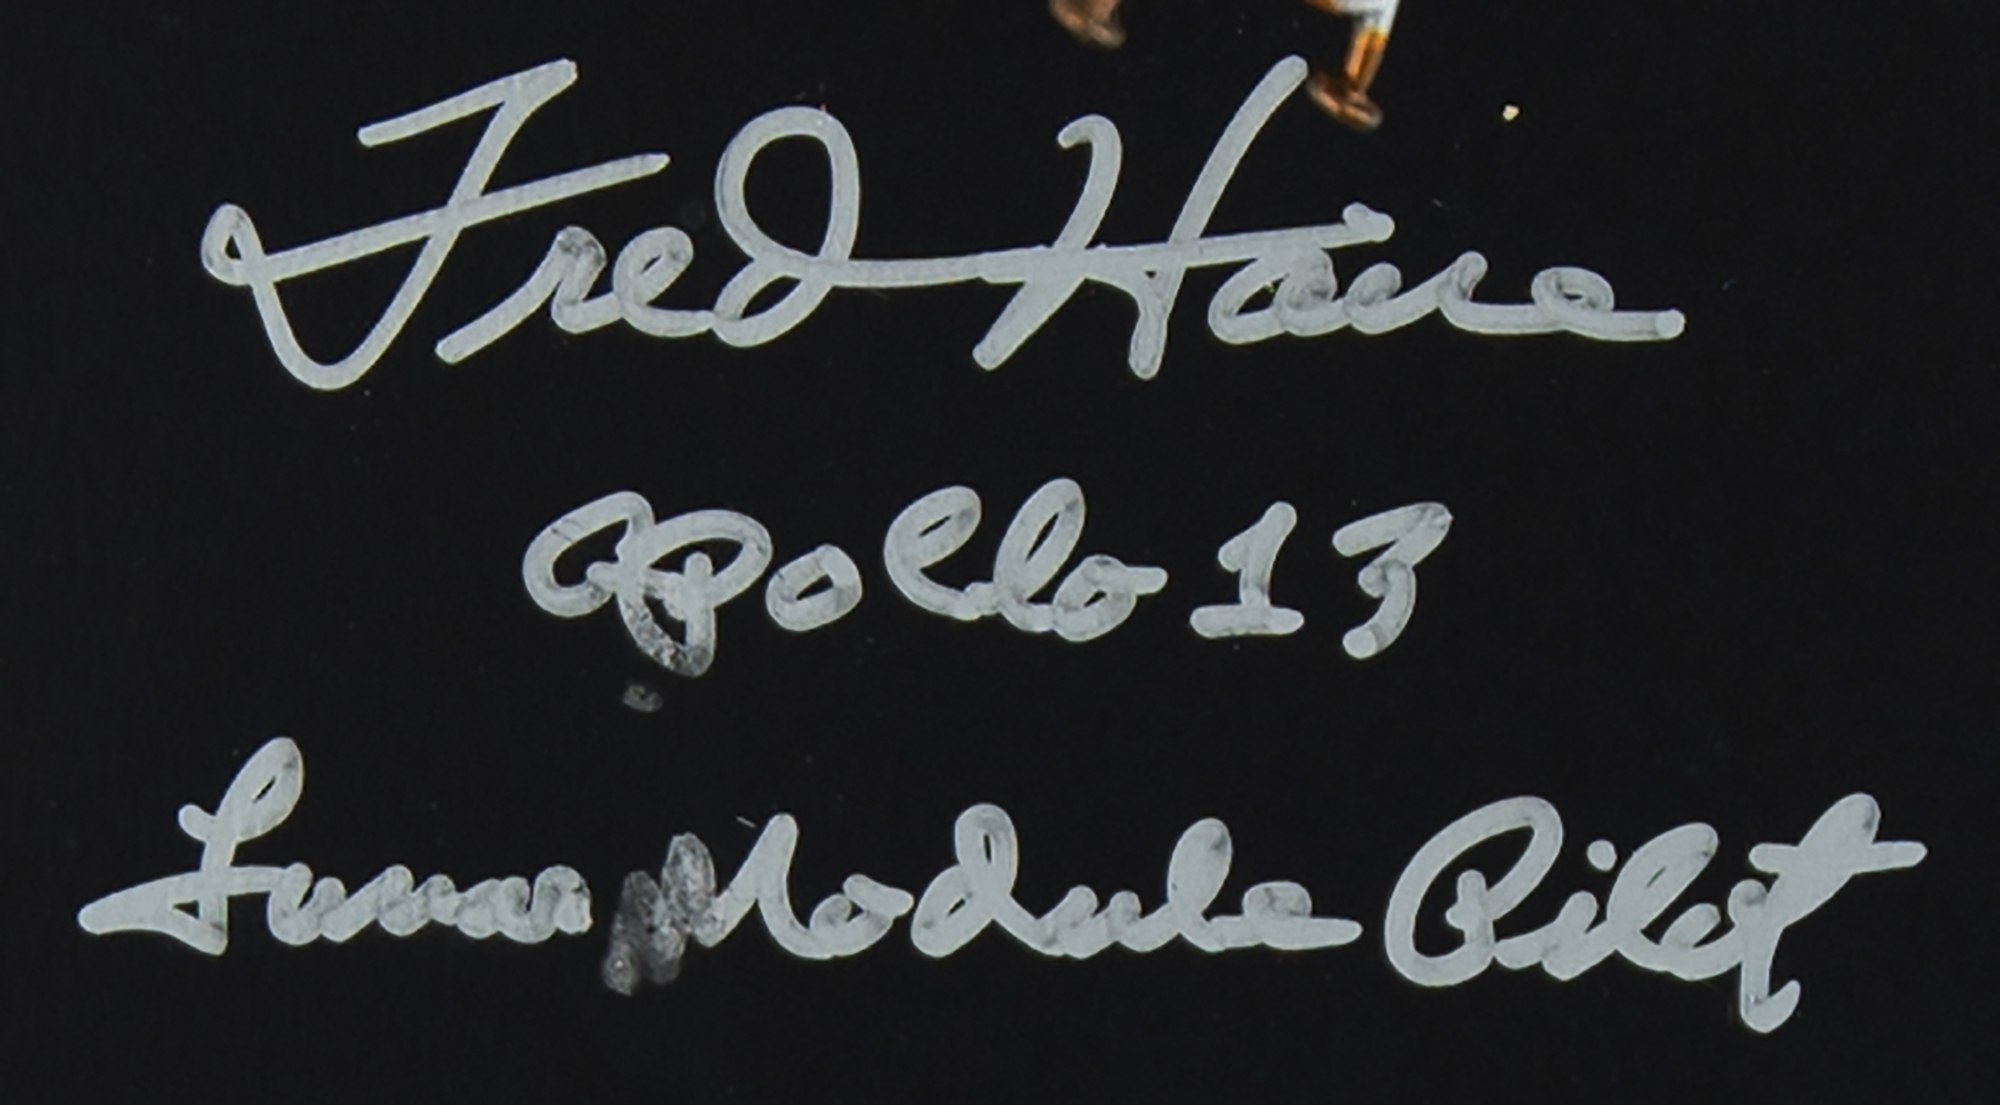 Fred Haise
Apollo 13
Lunar Module Pilot